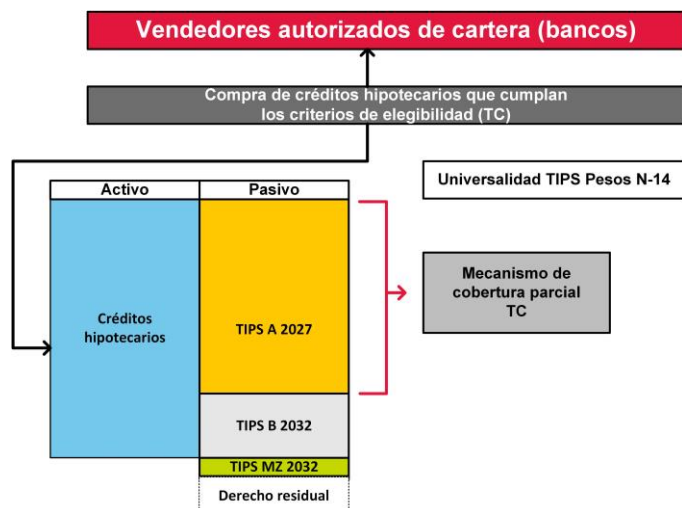 Vendedores autorizados de cartera (bancos)
Compra de créditos hipotecarios que cumplan
los criterios de elegibilidad (TC)
Universalidad TIPS Pesos N-14
Activo
Pasivo
Créditos
hipotecarios
TIPS A 2027
TIPS B 2032
TIPS MZ 2032
Derecho residual
Mecanismo de
cobertura parcial
TC